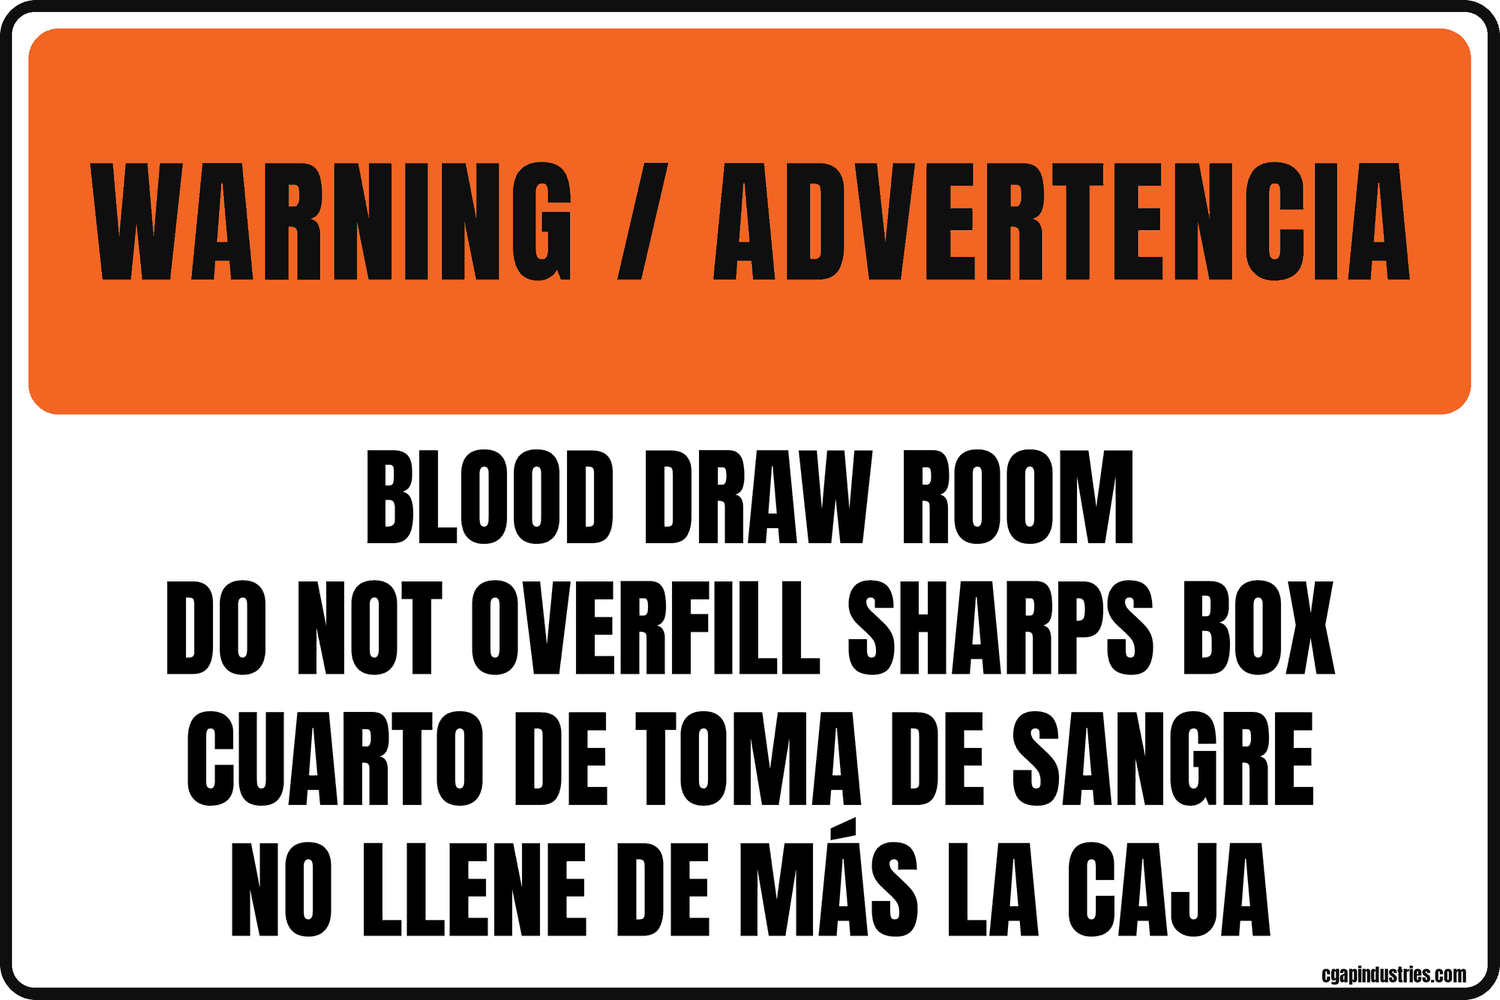 WARNING / ADVERTENCIA
BLOOD DRAW ROOM
DO NOT OVERFILL SHARPS BOX
CUARTO DE TOMA DE SANGRE
NO LLENE DE MÁS LA CAJA
cgapindustries.com